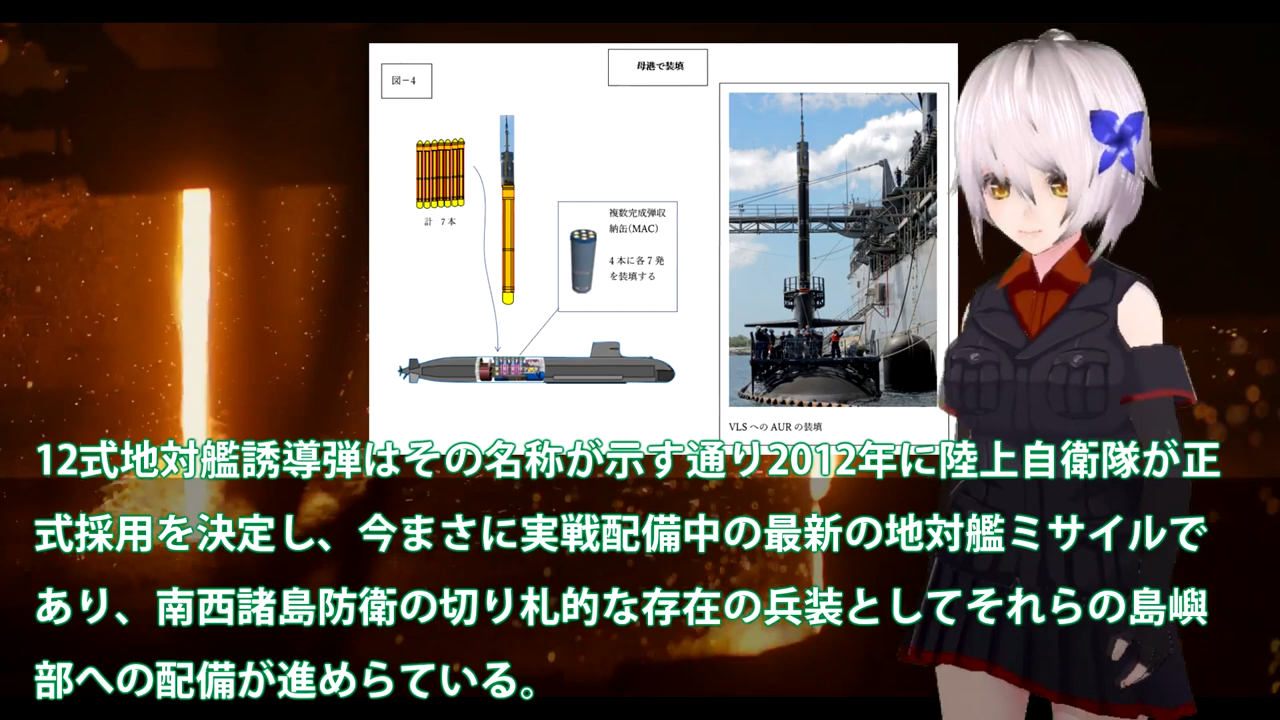 図－4
母港で装填
計 7本
複数完成弾収
納缶(MAC)
4本に各7発
を装填する
VLS への AUR の装填
12式地対艦誘導弾はその名称が示す通り2012年に陸上自衛隊が正
式採用を決定し、今まさに実戦配備中の最新の地対艦ミサイルで
あり、南西諸島防衛の切り札的な存在の兵装としてそれらの島嶼
部への配備が進めらている。